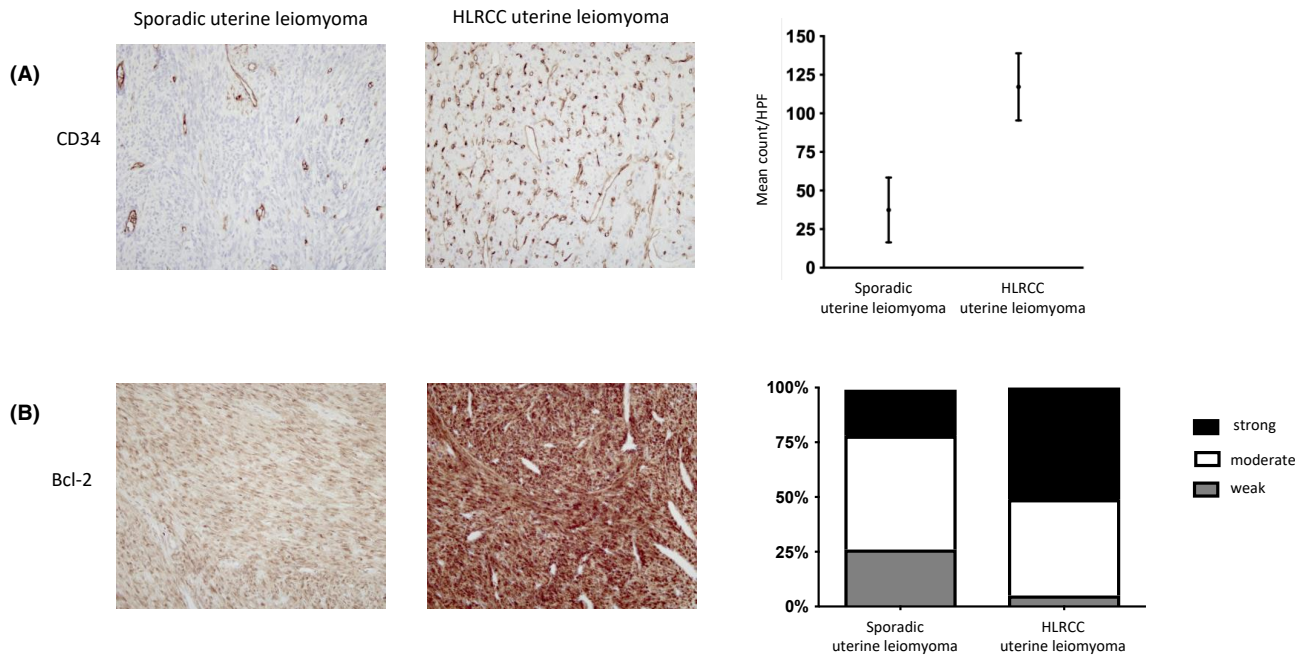 Sporadic uterine leiomyoma
HLRCC uterine leiomyoma
(A)
CD34
Mean count/HPF
150
125
100
75
50
25
0
Sporadic
uterine leiomyoma
HLRCC
uterine leiomyoma
(B)
Bcl-2
100%
75%
50%
25%
0%
Sporadic
uterine leiomyoma
HLRCC
uterine leiomyoma
strong
moderate
weak